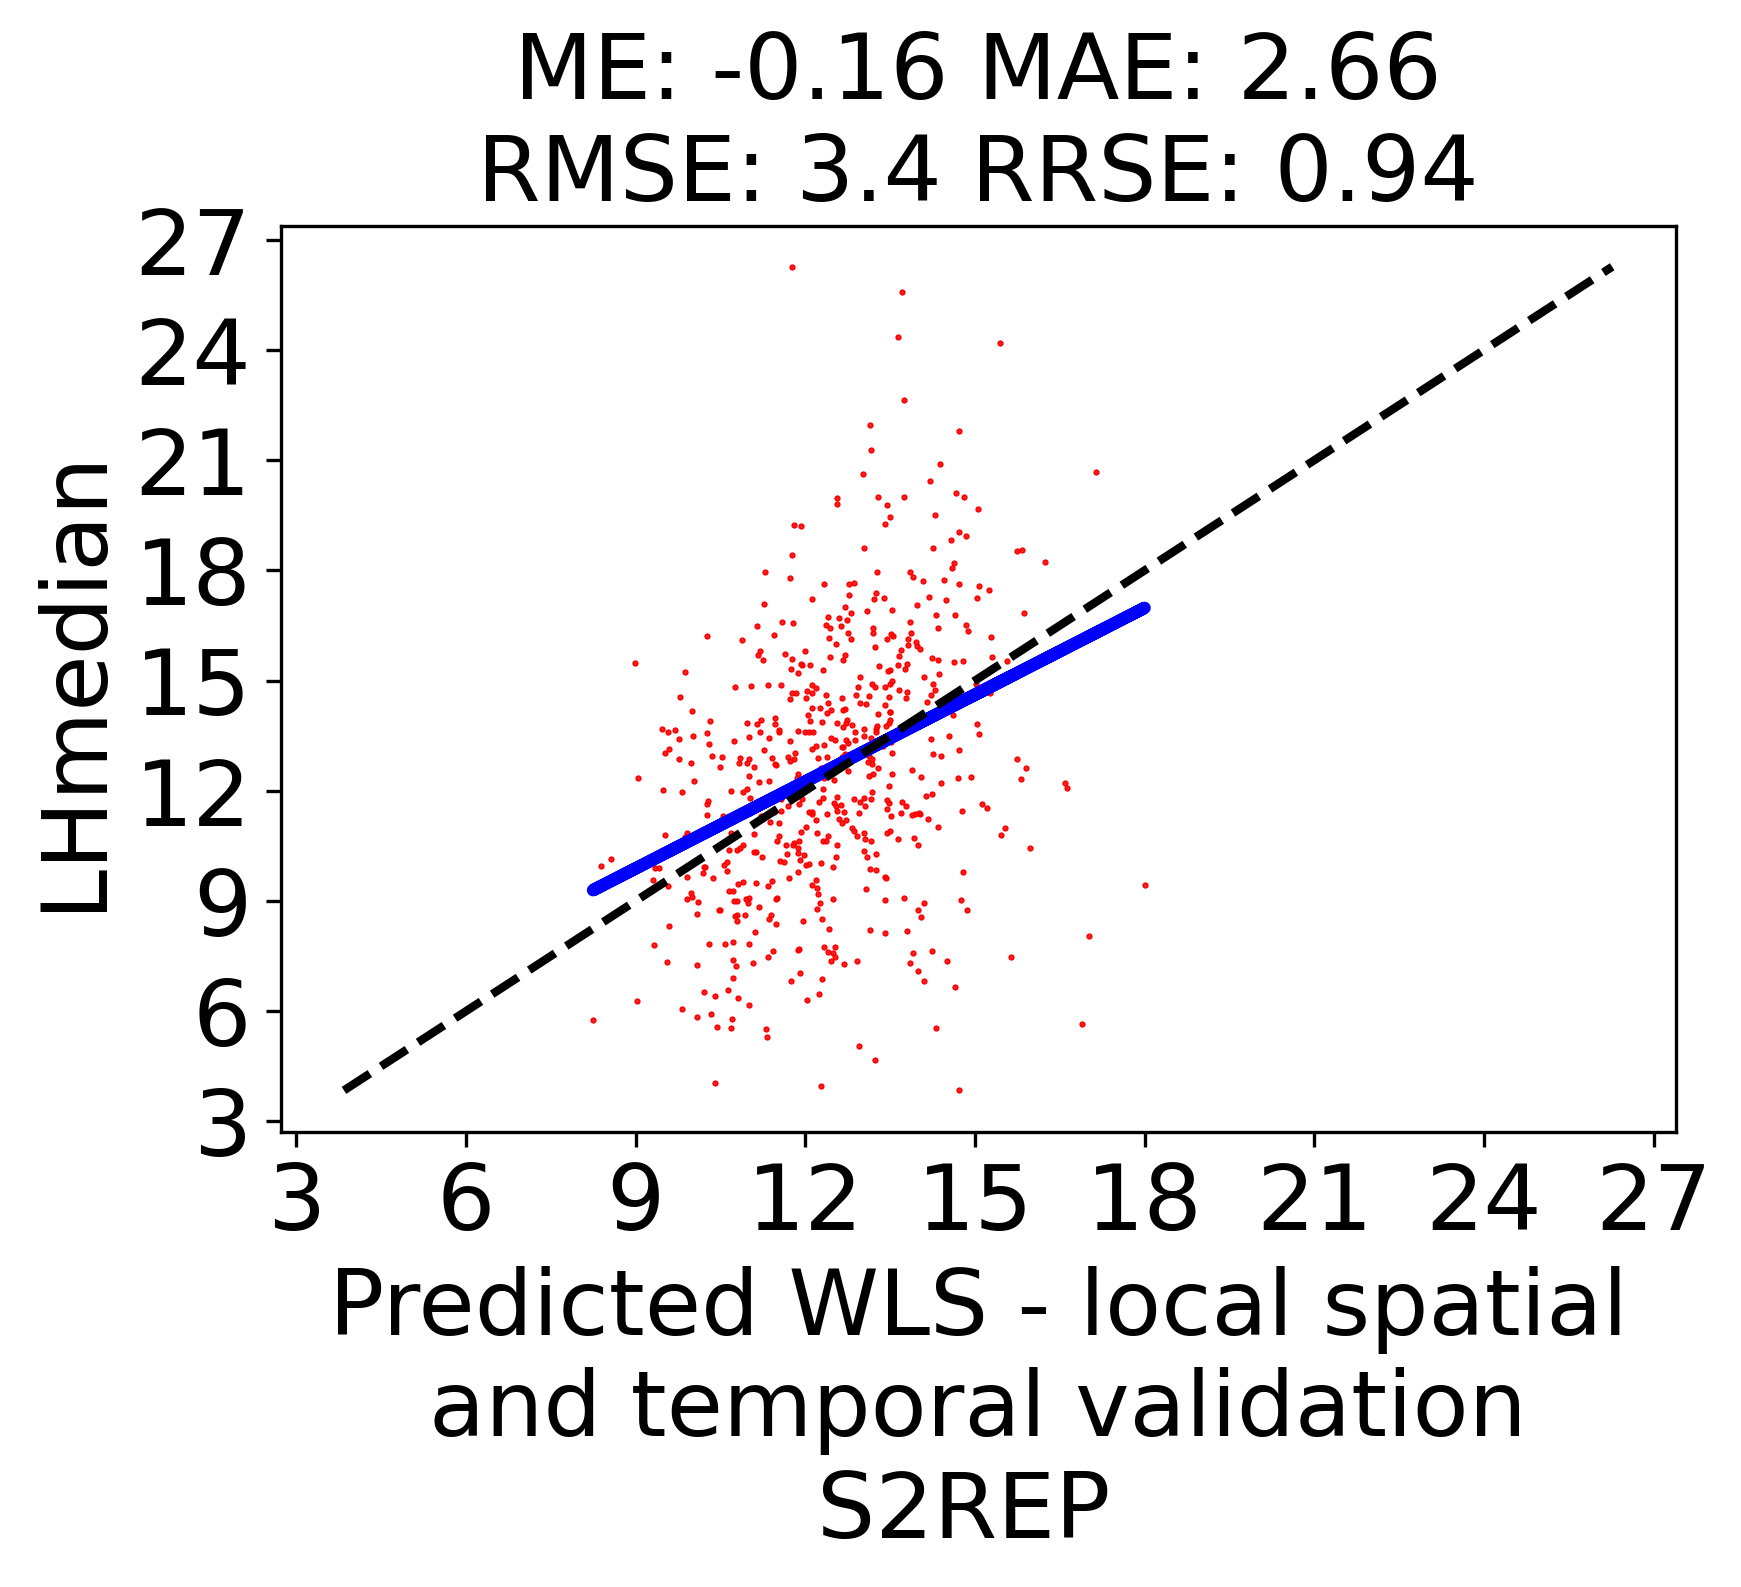 ME: -0.16 MAE: 2.66
RMSE: 3.4 RRSE: 0.94
27
24
21
18
15
12
9
6
3
LHmedian
3 6 9 12 15 18 21 24 27
Predicted WLS - local spatial
and temporal validation
S2REP